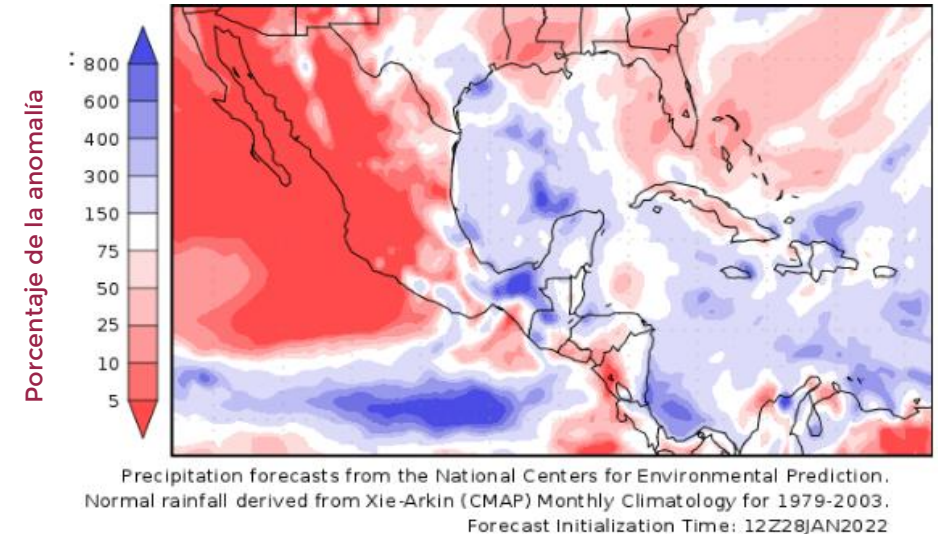 Porcentaje de la anomalía
:
800
600
400
300
150
75
50
25
10
5
Precipitation forecasts from the National Centers for Environmental Prediction.
Normal rainfall derived from Xie-Arkin (CMAP) Monthly Climatology for 1979-2003.
Forecast Initialization Time: 12Z28JAN2022